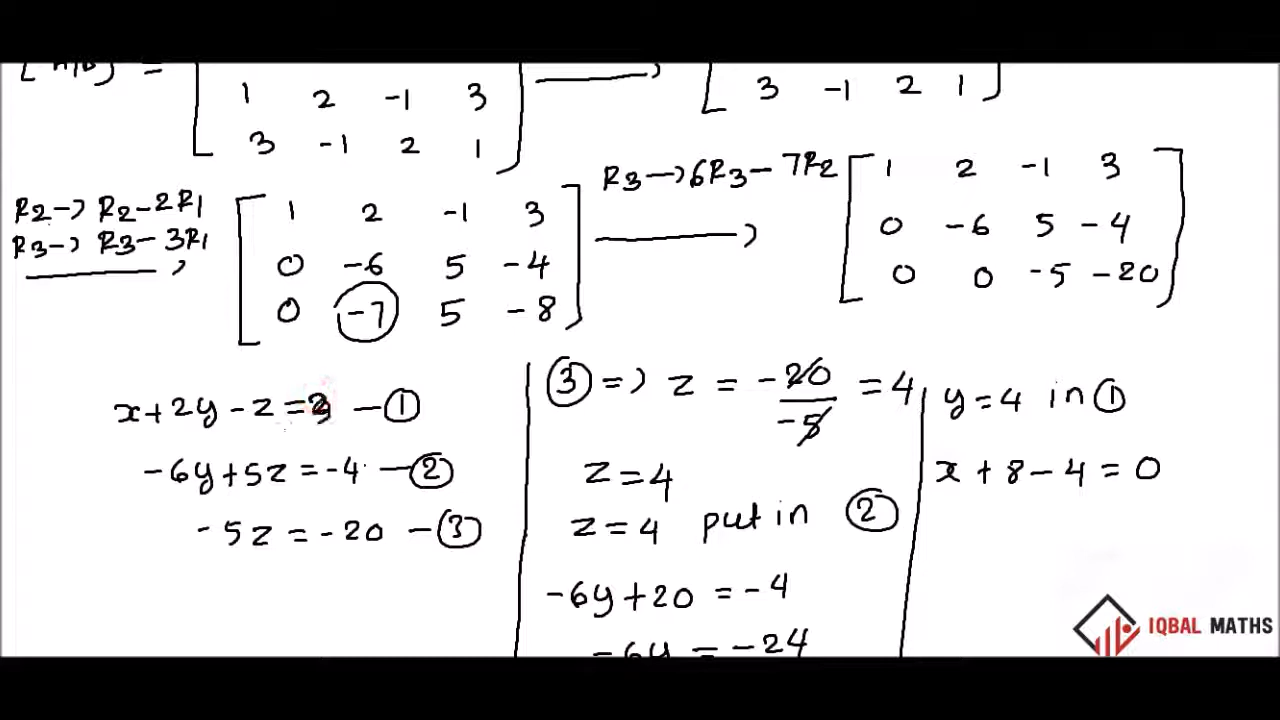 [A/B] =
1 2 -1 3
3 -1 2 1
3 -1 2 1
R2 -> R2 - 2R1
R3 -> R3 - 3R1
1 2 -1 3
0 -6 5 -4
0 -7 5 -8
R3 -> 6R3 - 7R2
1 2 -1 3
0 -6 5 -4
0 0 -5 -20
x + 2y - z = 3 - ①
-6y + 5z = -4 - ②
-5z = -20 - ③
③ => z = -20/-5 = 4
z = 4
z = 4 put in ②
-6y + 20 = -4
-6y = -24
y = 4 in ①
x + 8 - 4 = 0
IQBAL MATHS